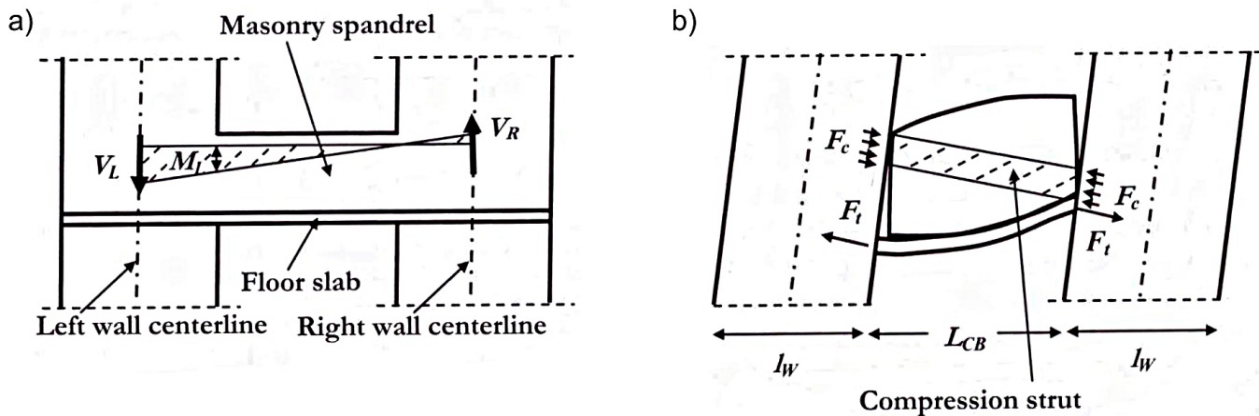 a)
Masonry spandrel
V_L
M_1
V_R
Floor slab
Left wall centerline
Right wall centerline
b)
F_c
F_c
F_t
F_t
l_W
L_CB
l_W
Compression strut